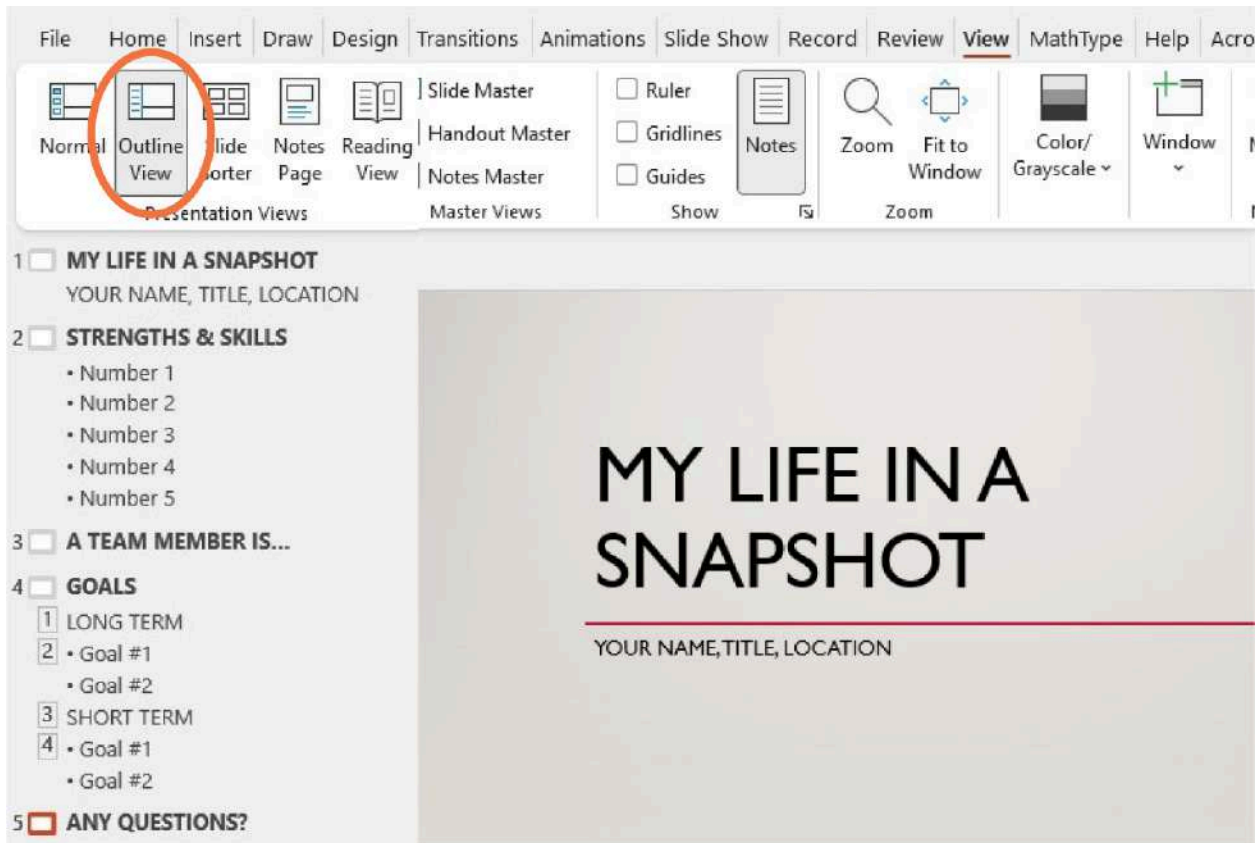 File Home Insert Draw Design Transitions Animations Slide Show Record Review View MathType Help Acro
Normal Outline View Slide Sorter Notes Page Reading View
Slide Master
Handout Master
Notes Master
Ruler
Gridlines
Guides
Notes
Zoom Fit to Window
Color/ Grayscale
Window
Presentation Views Master Views Show Zoom
1 MY LIFE IN A SNAPSHOT
YOUR NAME, TITLE, LOCATION
2 STRENGTHS & SKILLS
• Number 1
• Number 2
• Number 3
• Number 4
• Number 5
3 A TEAM MEMBER IS...
4 GOALS
1 LONG TERM
2 • Goal #1
• Goal #2
3 SHORT TERM
4 • Goal #1
• Goal #2
5 ANY QUESTIONS?
MY LIFE IN A
SNAPSHOT
YOUR NAME, TITLE, LOCATION